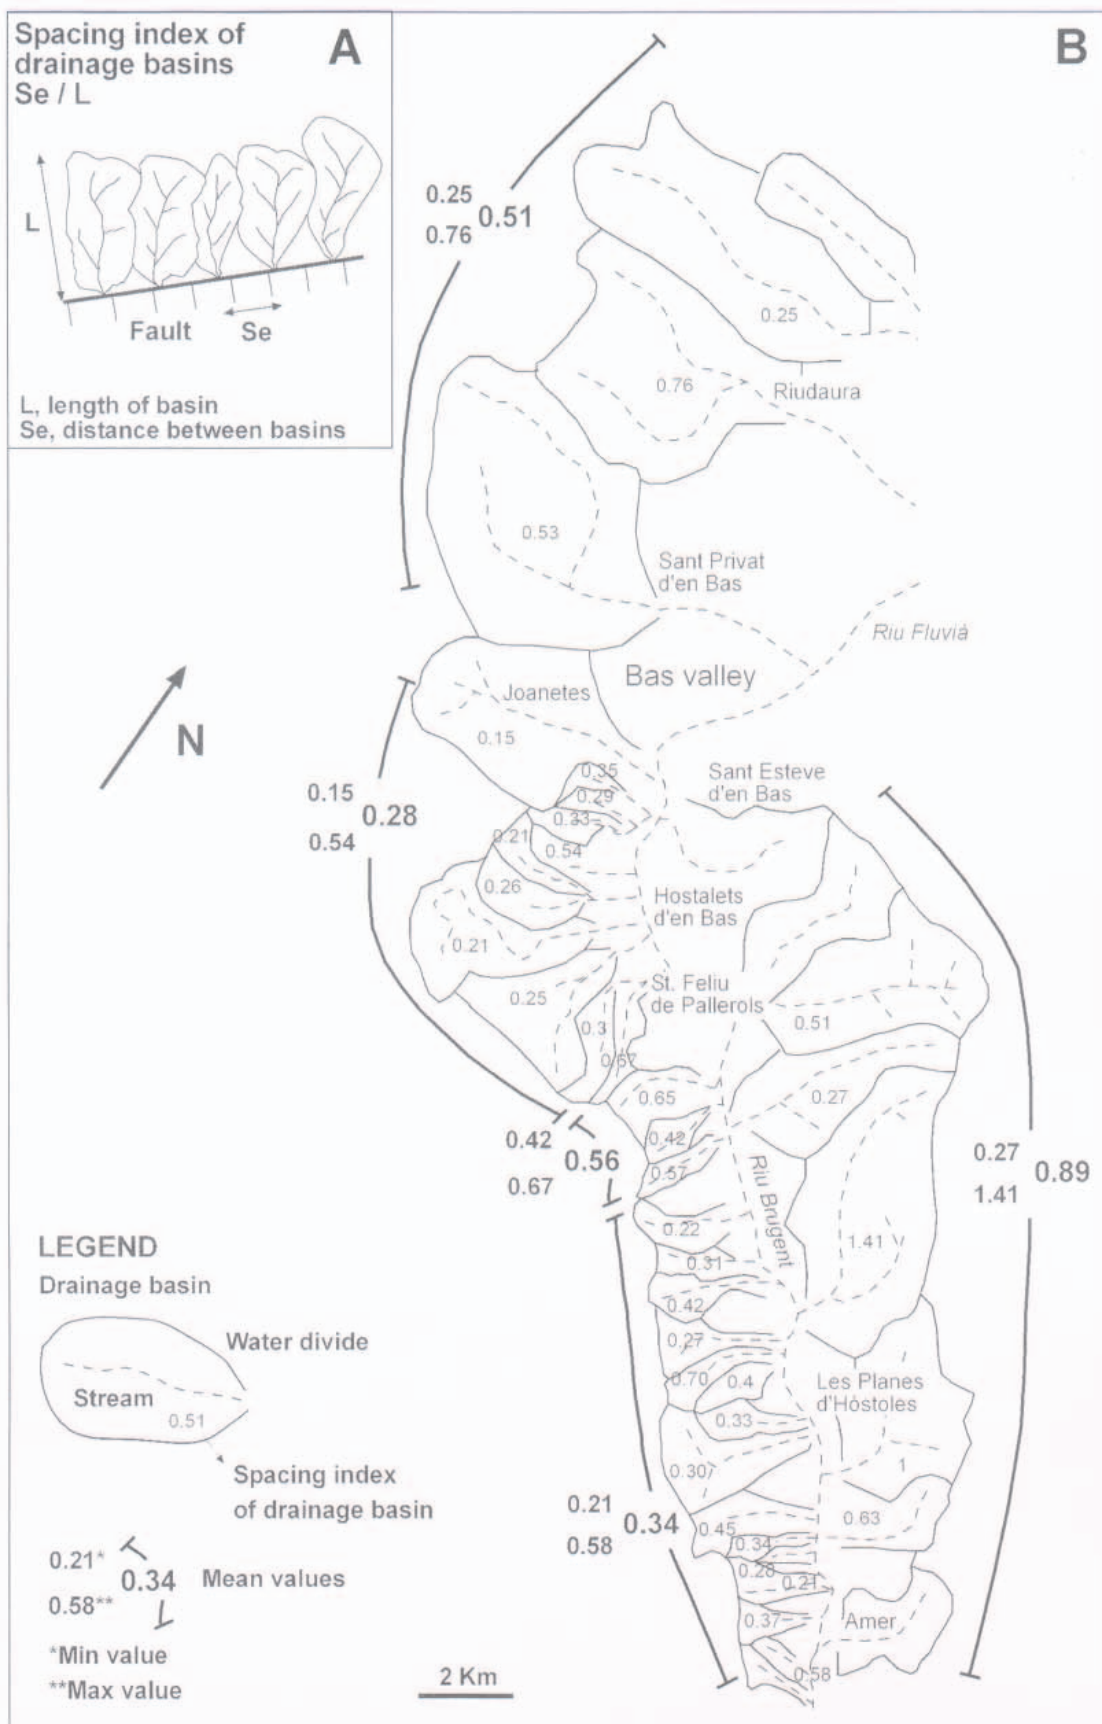 Spacing index of
drainage basins
Se / L
A
L
Fault
Se
L, length of basin
Se, distance between basins
B
0.25
0.76
0.51
0.25
0.76
Riudaura
0.53
Sant Privat
d'en Bas
Riu Fluvià
Bas valley
N
Joanetes
0.15
0.15
0.54
0.28
0.35
0.29
0.33
0.21
0.54
0.26
0.21
0.25
0.3
0.67
Sant Esteve
d'en Bas
Hostalets
d'en Bas
St. Feliu
de Pallerols
0.51
0.27
0.65
0.42
0.57
0.42
0.67
0.56
Riu Brugent
0.27
1.41
0.89
1.41
0.22
0.31
0.42
0.27
0.70
0.4
0.33
0.30
Les Planes
d'Hòstoles
1
0.63
0.21
0.58
0.34
0.45
0.34
0.28
0.21
0.37
Amer
0.58
LEGEND
Drainage basin
Water divide
Stream
0.51
Spacing index
of drainage basin
0.21*
0.58**
0.34
Mean values
*Min value
**Max value
2 Km